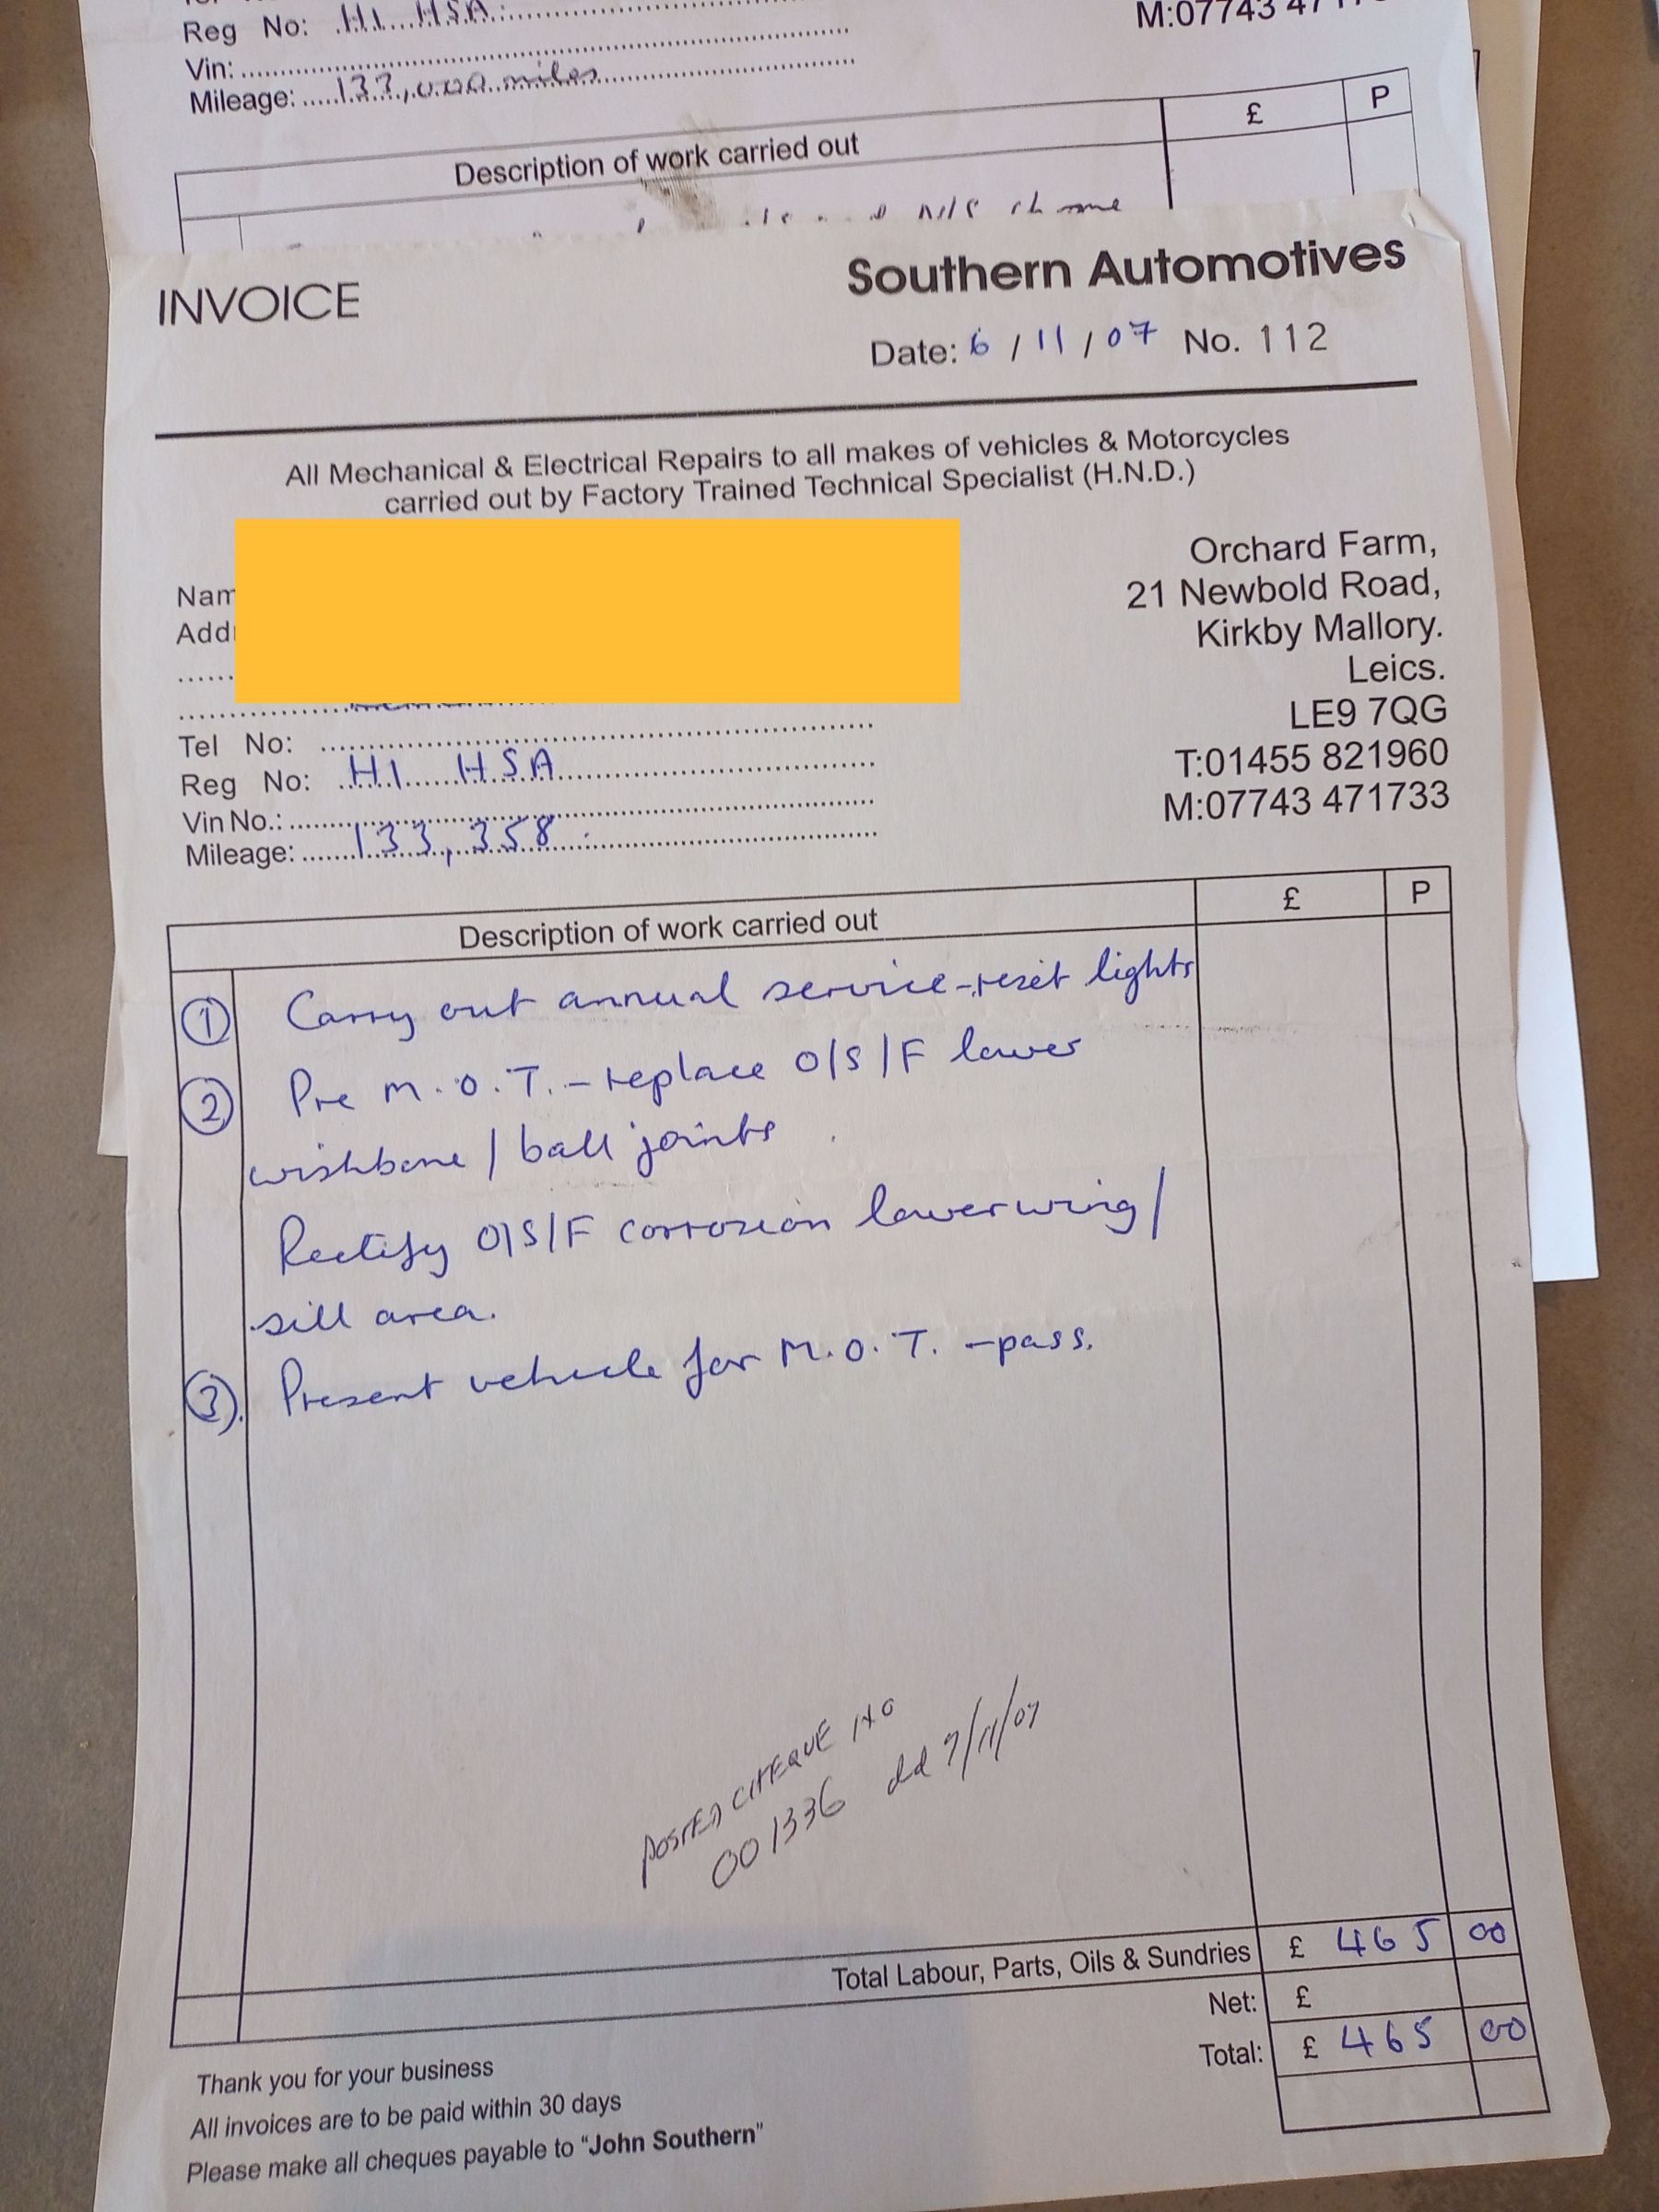 Reg No: H1 HSA
M:07743 471
Vin:
Mileage: 133,000 miles
Description of work carried out £ P
N/S chrome
INVOICE
Southern Automotives
Date: 6/11/07 No. 112
All Mechanical & Electrical Repairs to all makes of vehicles & Motorcycles
carried out by Factory Trained Technical Specialist (H.N.D.)
Orchard Farm,
21 Newbold Road,
Kirkby Mallory.
Leics.
LE9 7QG
T:01455 821960
M:07743 471733
Nam
Add
Tel No:
Reg No: H1 HSA
Vin No.:
Mileage: 133,358
Description of work carried out £ P
1 Carry out annual service - reset lights
2 Pre M.O.T. - replace O/S/F lower
wishbone / ball joints
Rectify O/S/F corrosion lower wing/
sill area.
3. Present vehicle for M.O.T. - pass.
POSTED CHEQUE NO
001336 dd 7/11/07
Total Labour, Parts, Oils & Sundries £ 465 00
Net: £
Total: £ 465 00
Thank you for your business
All invoices are to be paid within 30 days
Please make all cheques payable to “John Southern”